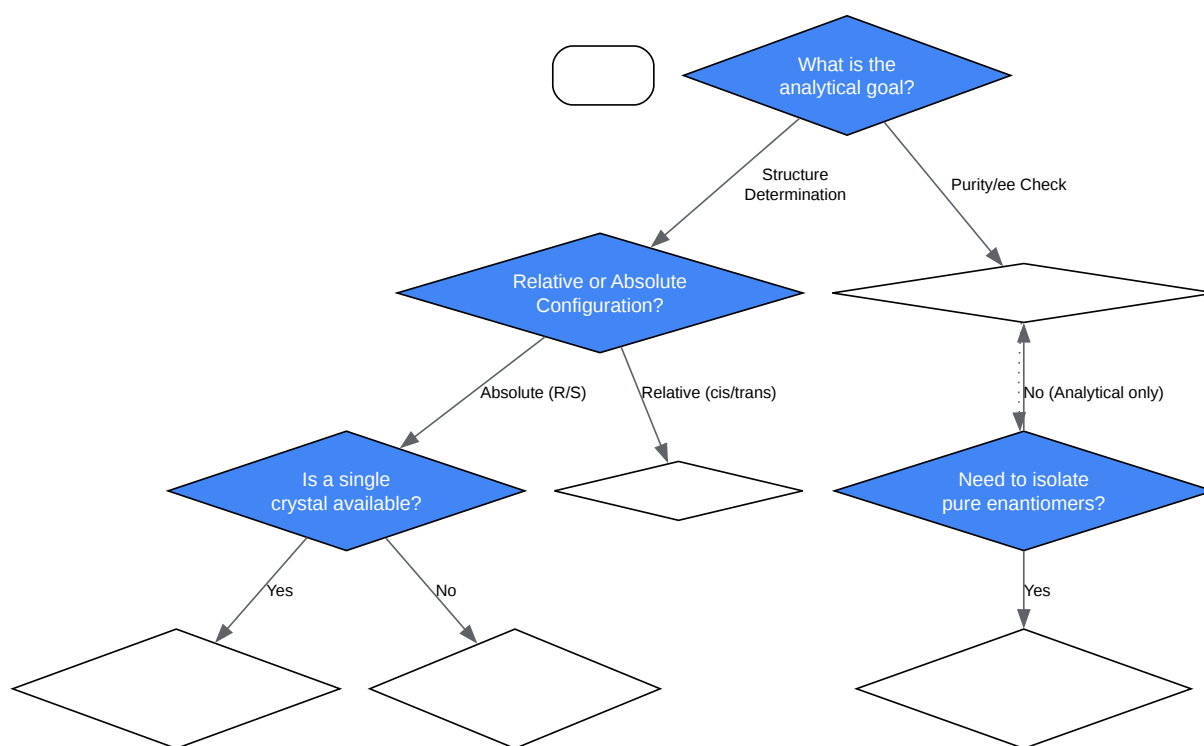 What is the
analytical goal?
Structure
Determination
Purity/ee Check
Relative or Absolute
Configuration?
Absolute (R/S)
Relative (cis/trans)
No (Analytical only)
Is a single
crystal available?
Need to isolate
pure enantiomers?
Yes
No
Yes